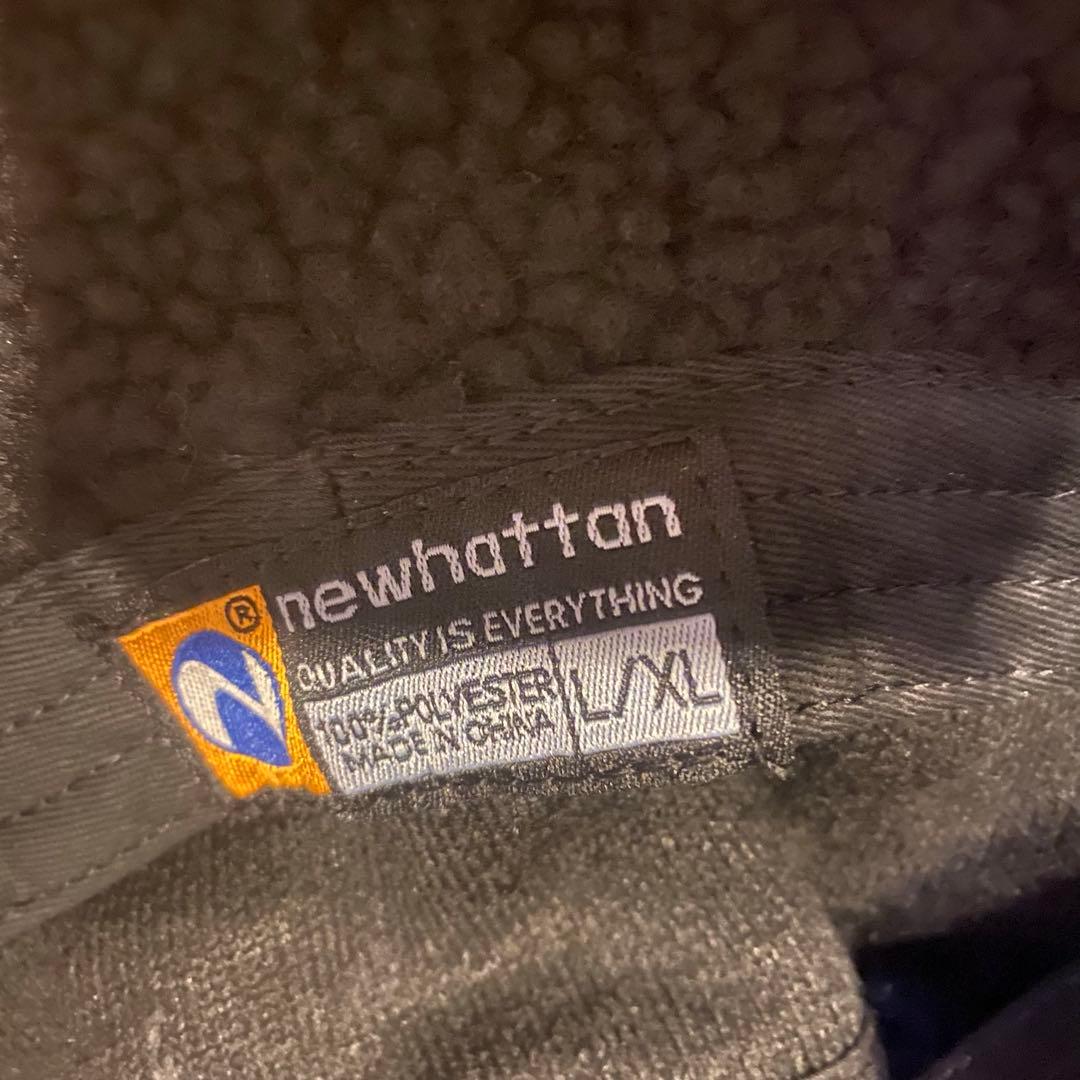 newhattan
®
QUALITY IS EVERYTHING
100% POLYESTER
MADE IN CHINA
L/XL